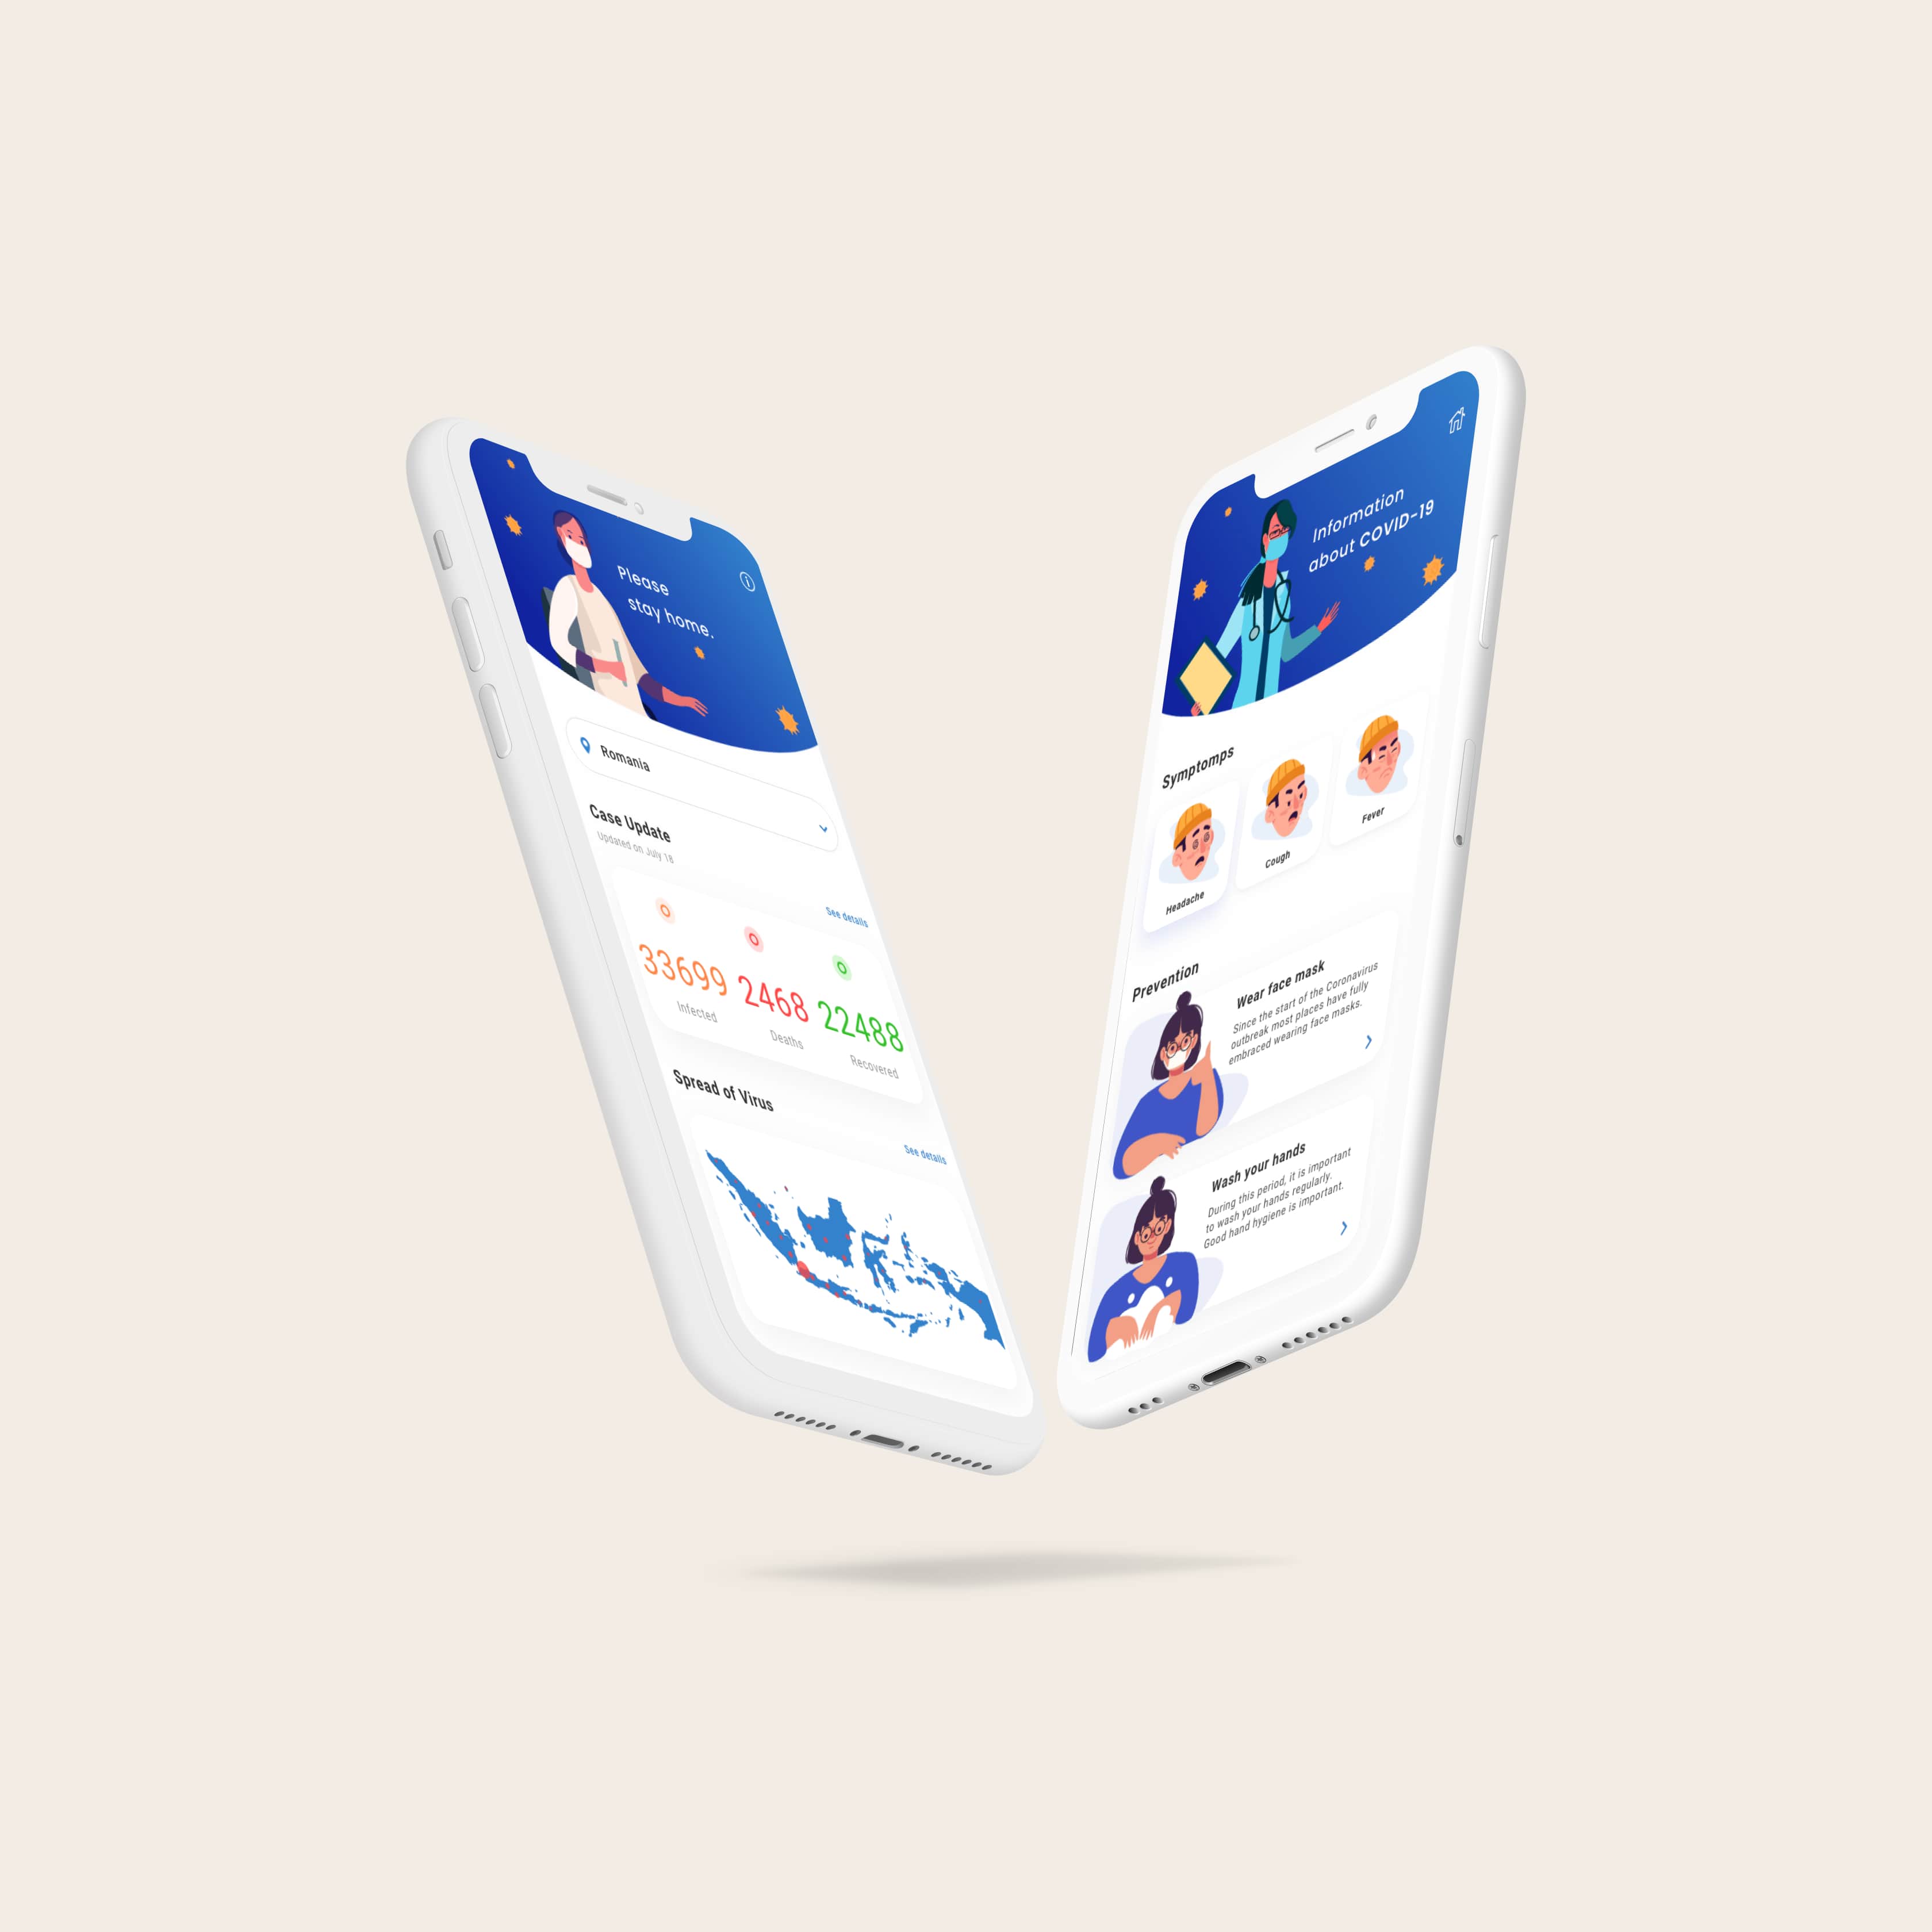 Please
stay home.
Romania
Case Update
Updated on July 18
See details
33699
Infected
2468
Deaths
22488
Recovered
Spread of Virus
See details
Information
about COVID-19
Symptomps
Headache
Cough
Fever
Prevention
Wear face mask
Since the start of the Coronavirus
outbreak most places have fully
embraced wearing face masks.
Wash your hands
During this period, it is important
to wash your hands regularly.
Good hand hygiene is important.